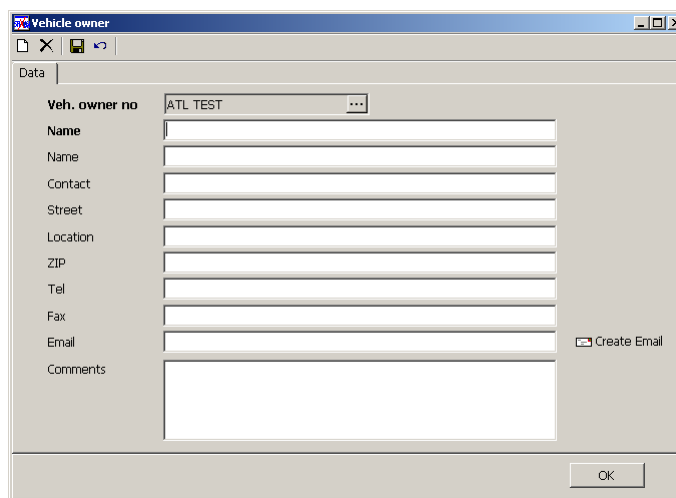 Vehicle owner
Data
Veh. owner no ATL TEST ...
Name
Name
Contact
Street
Location
ZIP
Tel
Fax
Email Create Email
Comments
OK